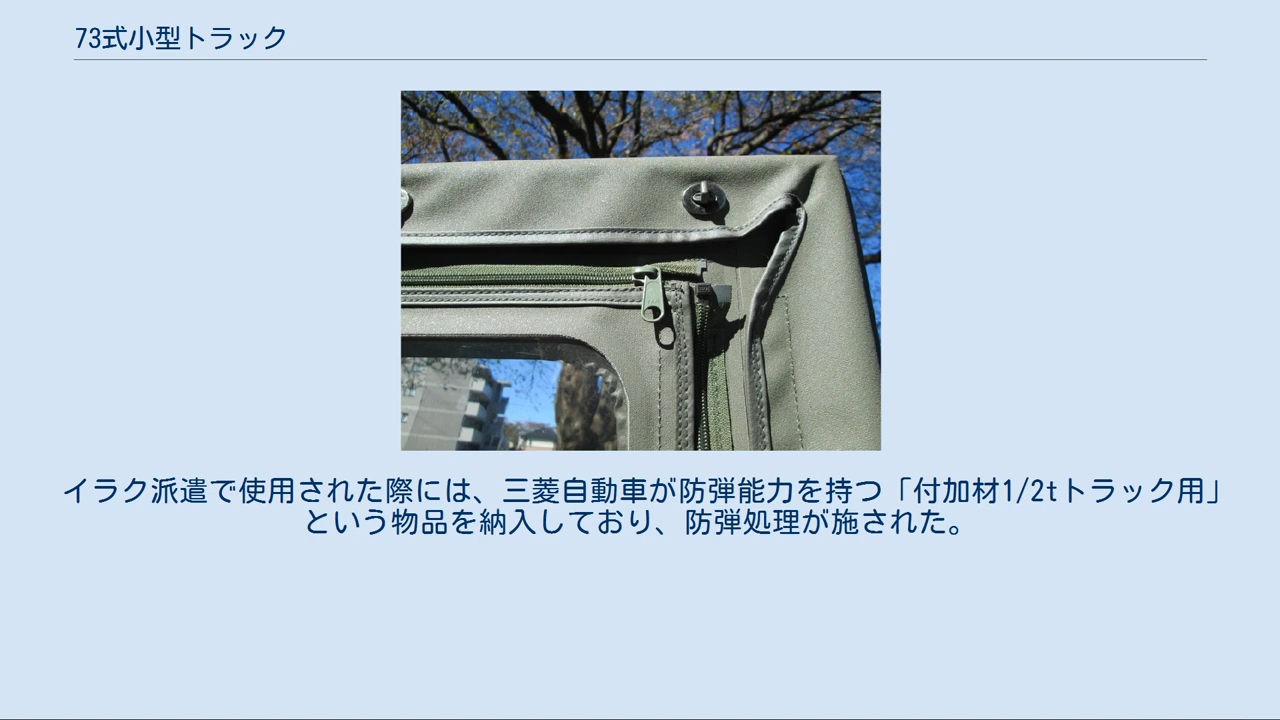 73式小型トラック
イラク派遣で使用された際には、三菱自動車が防弾能力を持つ「付加材1/2tトラック用」
という物品を納入しており、防弾処理が施された。